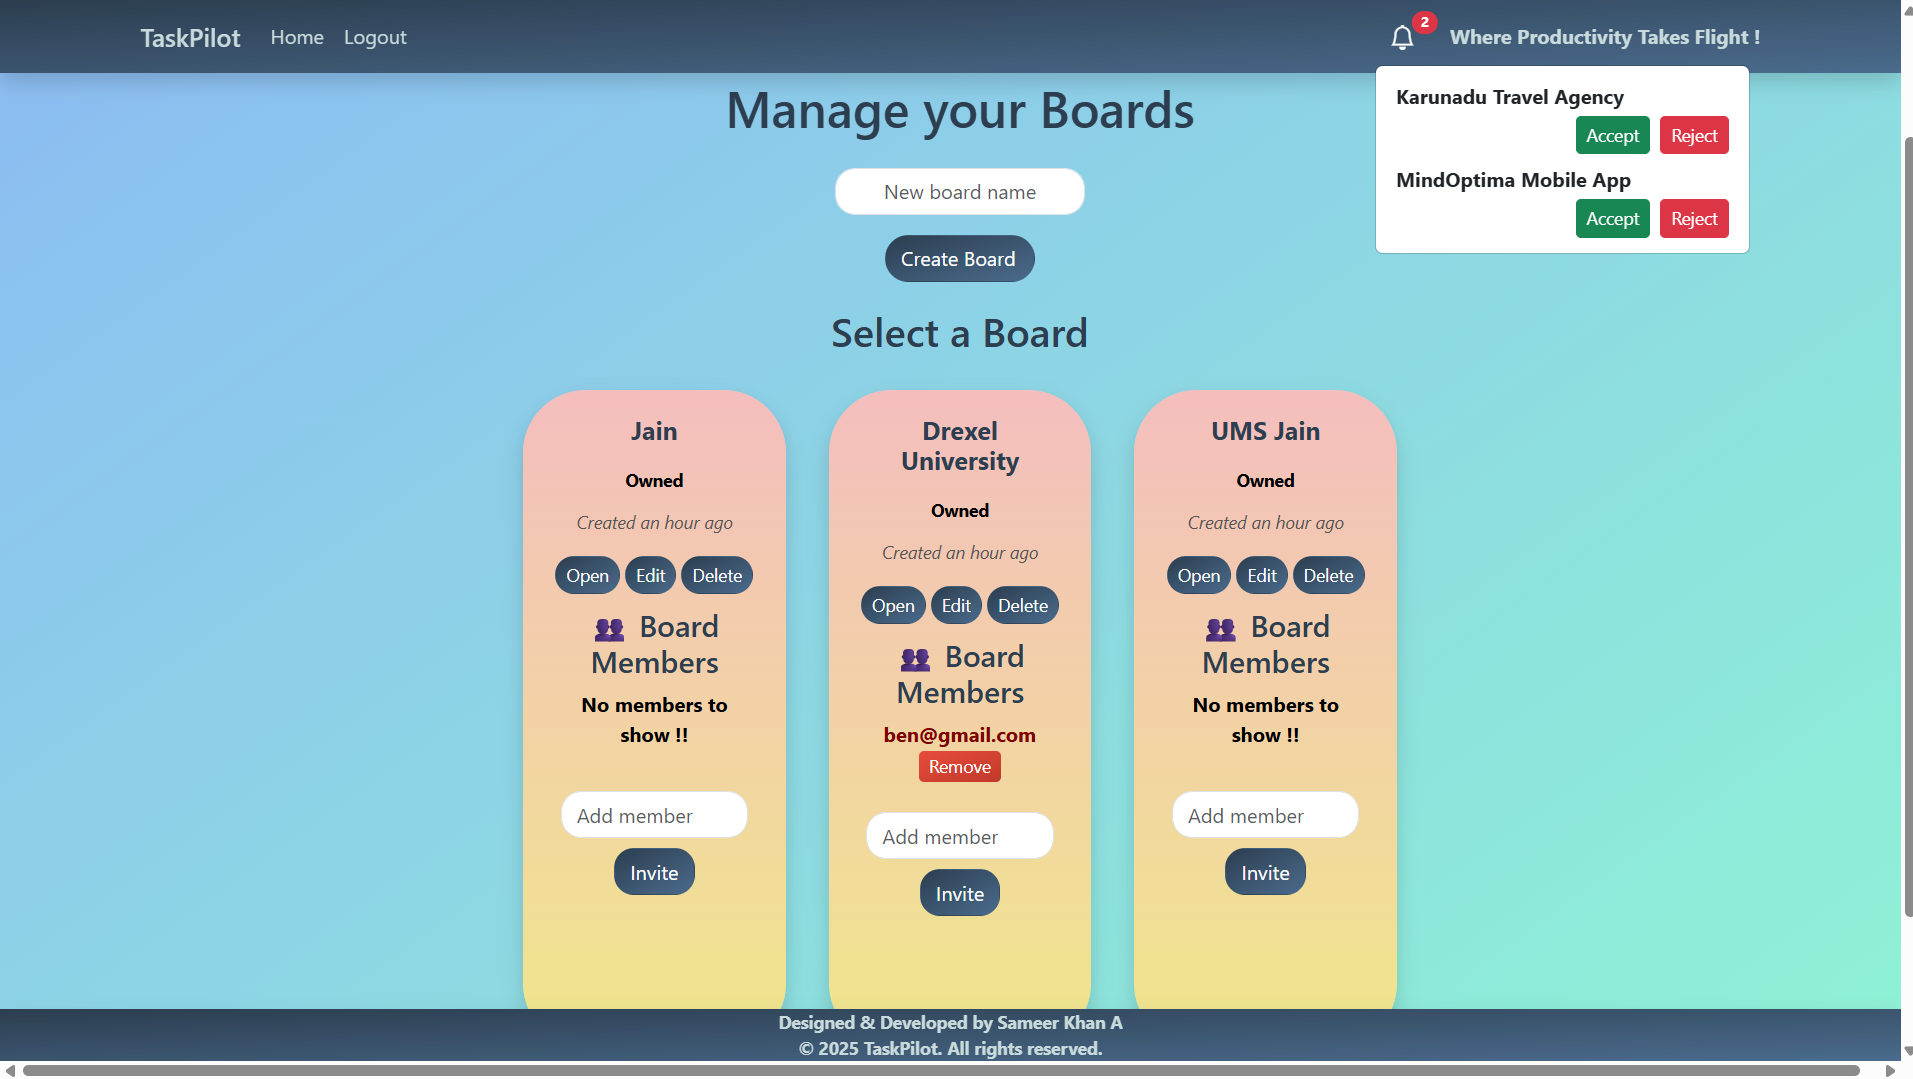 TaskPilot Home Logout 2 Where Productivity Takes Flight !
Karunadu Travel Agency
Accept Reject
MindOptima Mobile App
Accept Reject
Manage your Boards
New board name
Create Board
Select a Board
Jain
Owned
Created an hour ago
Open Edit Delete
👥 Board
Members
No members to
show !!
Add member
Invite
Drexel
University
Owned
Created an hour ago
Open Edit Delete
👥 Board
Members
ben@gmail.com
Remove
Add member
Invite
UMS Jain
Owned
Created an hour ago
Open Edit Delete
👥 Board
Members
No members to
show !!
Add member
Invite
Designed & Developed by Sameer Khan A
© 2025 TaskPilot. All rights reserved.